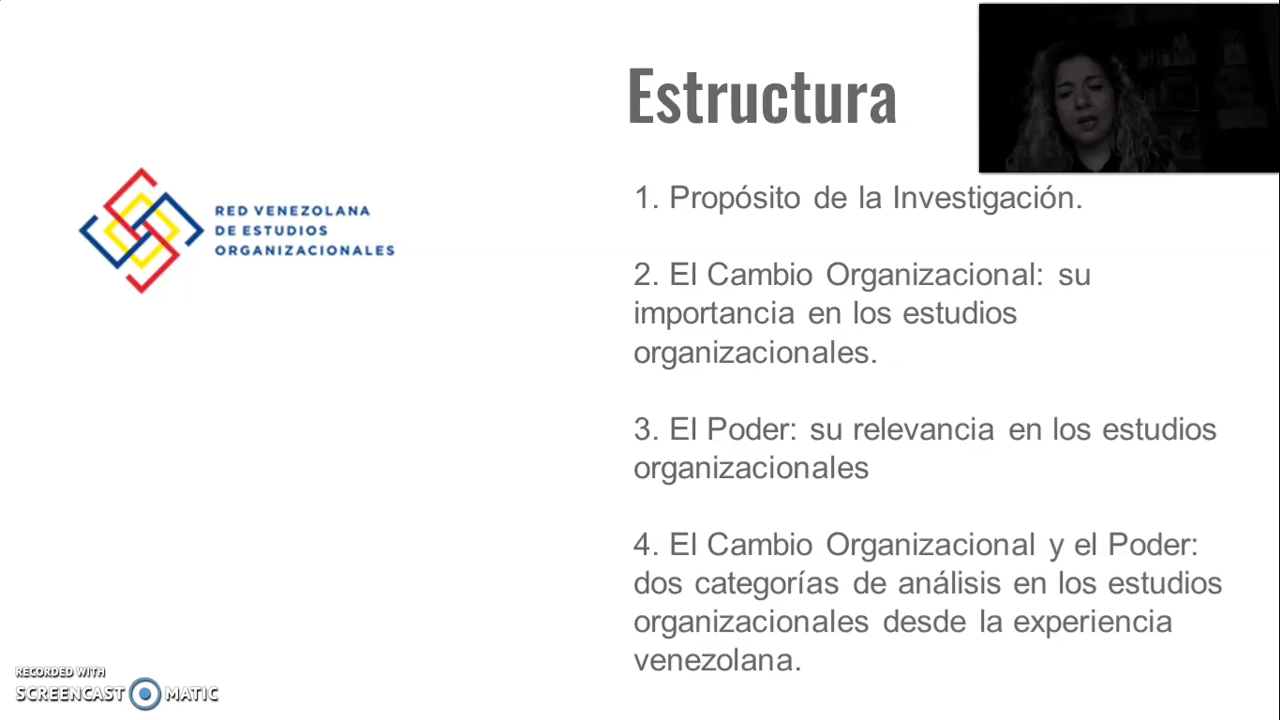 Estructura
RED VENEZOLANA
DE ESTUDIOS
ORGANIZACIONALES
1. Propósito de la Investigación.
2. El Cambio Organizacional: su
importancia en los estudios
organizacionales.
3. El Poder: su relevancia en los estudios
organizacionales
4. El Cambio Organizacional y el Poder:
dos categorías de análisis en los estudios
organizacionales desde la experiencia
venezolana.
RECORDED WITH
SCREENCAST MATIC